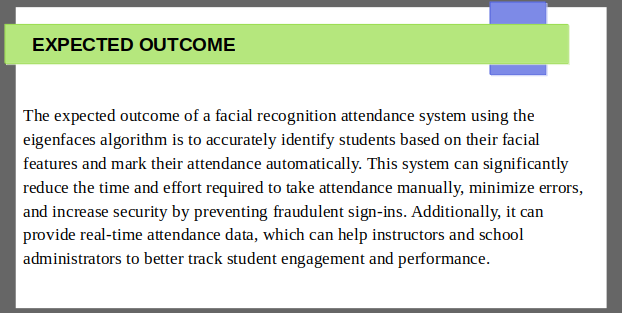 EXPECTED OUTCOME
The expected outcome of a facial recognition attendance system using the
eigenfaces algorithm is to accurately identify students based on their facial
features and mark their attendance automatically. This system can significantly
reduce the time and effort required to take attendance manually, minimize errors,
and increase security by preventing fraudulent sign-ins. Additionally, it can
provide real-time attendance data, which can help instructors and school
administrators to better track student engagement and performance.